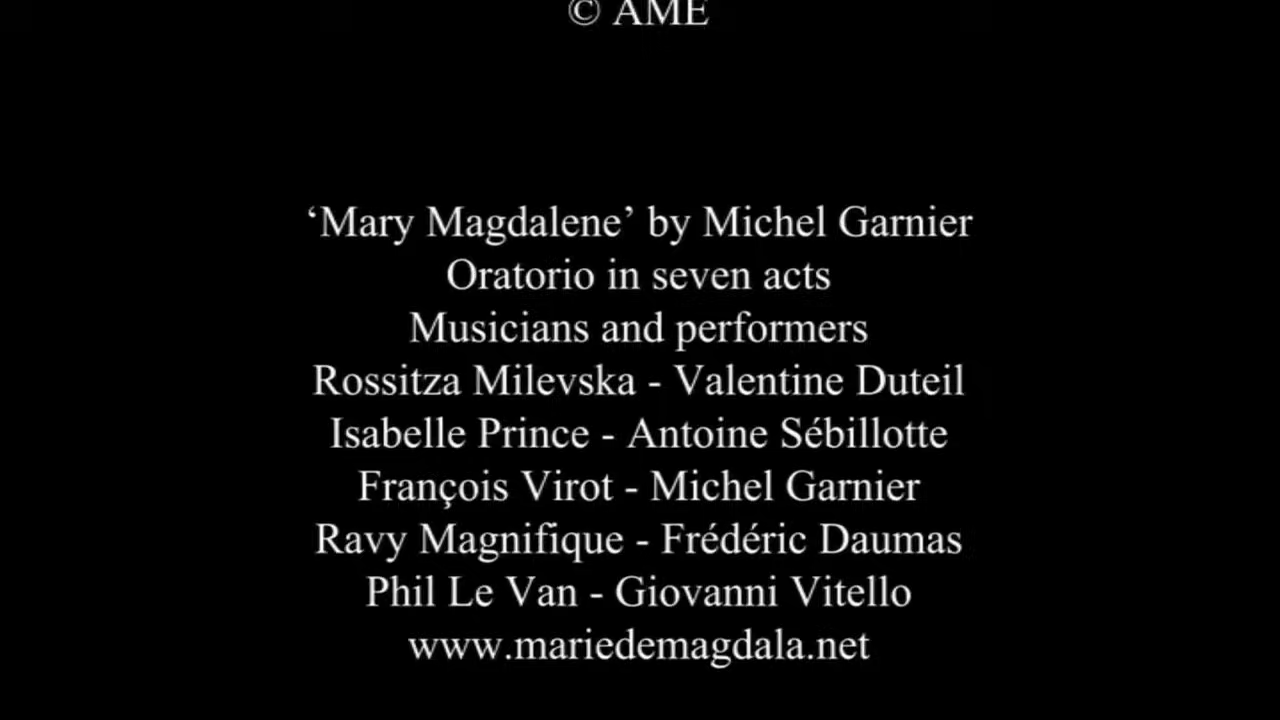 © AME
‘Mary Magdalene’ by Michel Garnier
Oratorio in seven acts
Musicians and performers
Rossitza Milevska - Valentine Duteil
Isabelle Prince - Antoine Sébillotte
François Virot - Michel Garnier
Ravy Magnifique - Frédéric Daumas
Phil Le Van - Giovanni Vitello
www.mariedemagdala.net